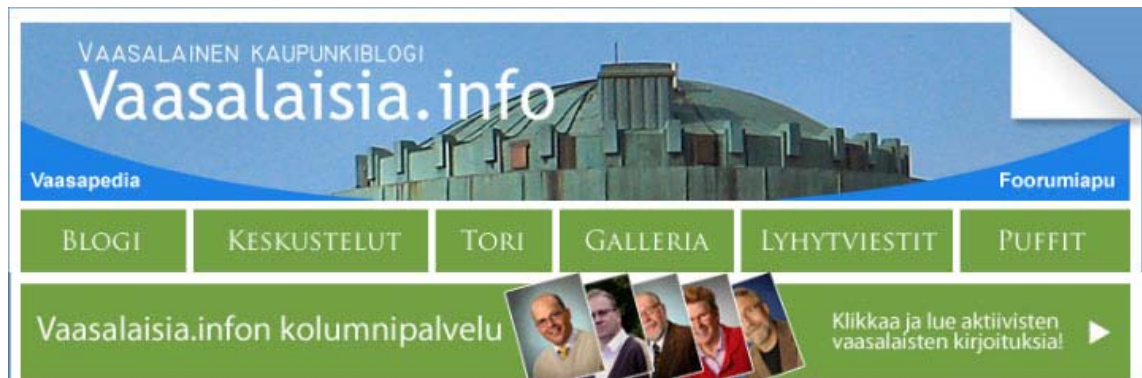 VAASALAINEN KAUPUNKIBLOGI
Vaasalaisia.info
Vaasapedia
Foorumiapu
BLOGI
KESKUSTELUT
TORI
GALLERIA
LYHYTVIESTIT
PUFFIT
Vaasalaisia.infon kolumnipalvelu
Klikkaa ja lue aktiivisten
vaasalaisten kirjoituksia!